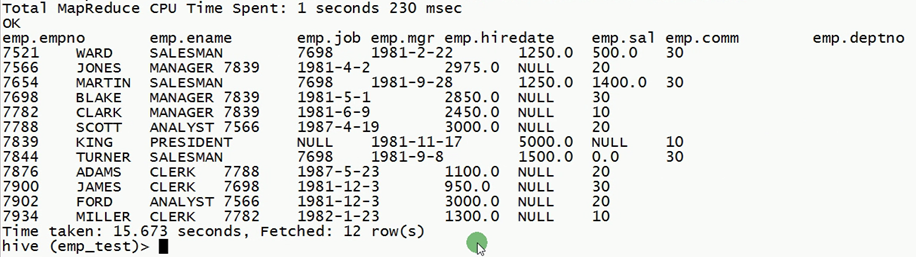 Total MapReduce CPU Time Spent: 1 seconds 230 msec
OK
emp.empno emp.ename emp.job emp.mgr emp.hiredate emp.sal emp.comm emp.deptno
7521 WARD SALESMAN 7698 1981-2-22 1250.0 500.0 30
7566 JONES MANAGER 7839 1981-4-2 2975.0 NULL 20
7654 MARTIN SALESMAN 7698 1981-9-28 1250.0 1400.0 30
7698 BLAKE MANAGER 7839 1981-5-1 2850.0 NULL 30
7782 CLARK MANAGER 7839 1981-6-9 2450.0 NULL 10
7788 SCOTT ANALYST 7566 1987-4-19 3000.0 NULL 20
7839 KING PRESIDENT NULL 1981-11-17 5000.0 NULL 10
7844 TURNER SALESMAN 7698 1981-9-8 1500.0 0.0 30
7876 ADAMS CLERK 7788 1987-5-23 1100.0 NULL 20
7900 JAMES CLERK 7698 1981-12-3 950.0 NULL 30
7902 FORD ANALYST 7566 1981-12-3 3000.0 NULL 20
7934 MILLER CLERK 7782 1982-1-23 1300.0 NULL 10
Time taken: 15.673 seconds, Fetched: 12 row(s)
hive (emp_test)>